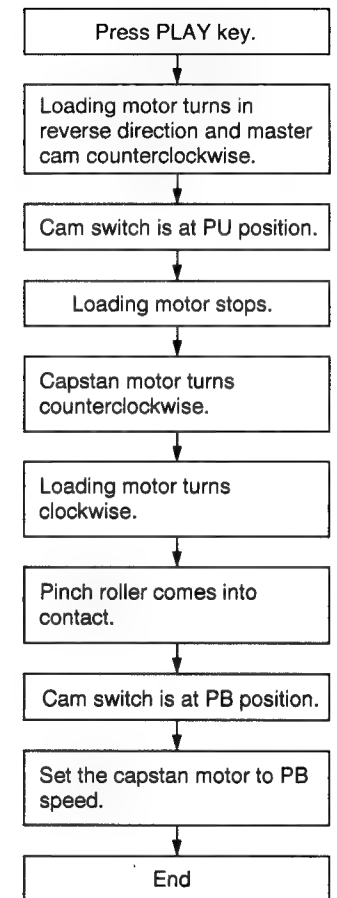 Press PLAY key.
Loading motor turns in
reverse direction and master
cam counterclockwise.
Cam switch is at PU position.
Loading motor stops.
Capstan motor turns
counterclockwise.
Loading motor turns
clockwise.
Pinch roller comes into
contact.
Cam switch is at PB position.
Set the capstan motor to PB
speed.
End